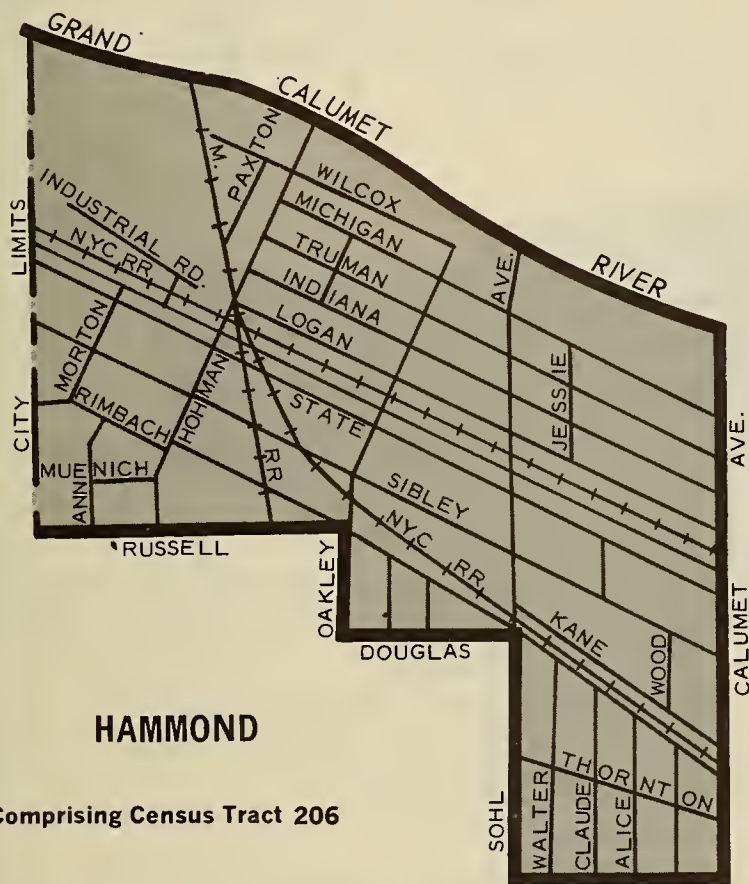 GRAND
CALUMET
RIVER
LIMITS
CITY
INDUSTRIAL RD.
NYC RR
MORTON
RIMBACH
MUENICH
ANN
HOHMAN
RUSSELL
M.
RR
PAXTON
WILCOX
MICHIGAN
TRUMAN
INDIANA
LOGAN
STATE
SIBLEY
NYC RR
OAKLEY
DOUGLAS
AVE.
JESSIE
KANE
WOOD
AVE.
CALUMET
THORNTON
SOHL
WALTER
CLAUDE
ALICE
HAMMOND
Comprising Census Tract 206